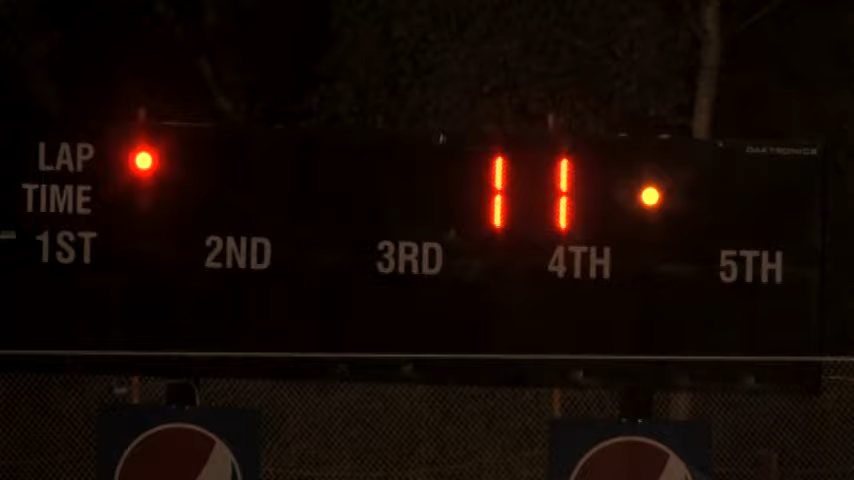 LAP
TIME
11
1ST 2ND 3RD 4TH 5TH
DAKTRONICS